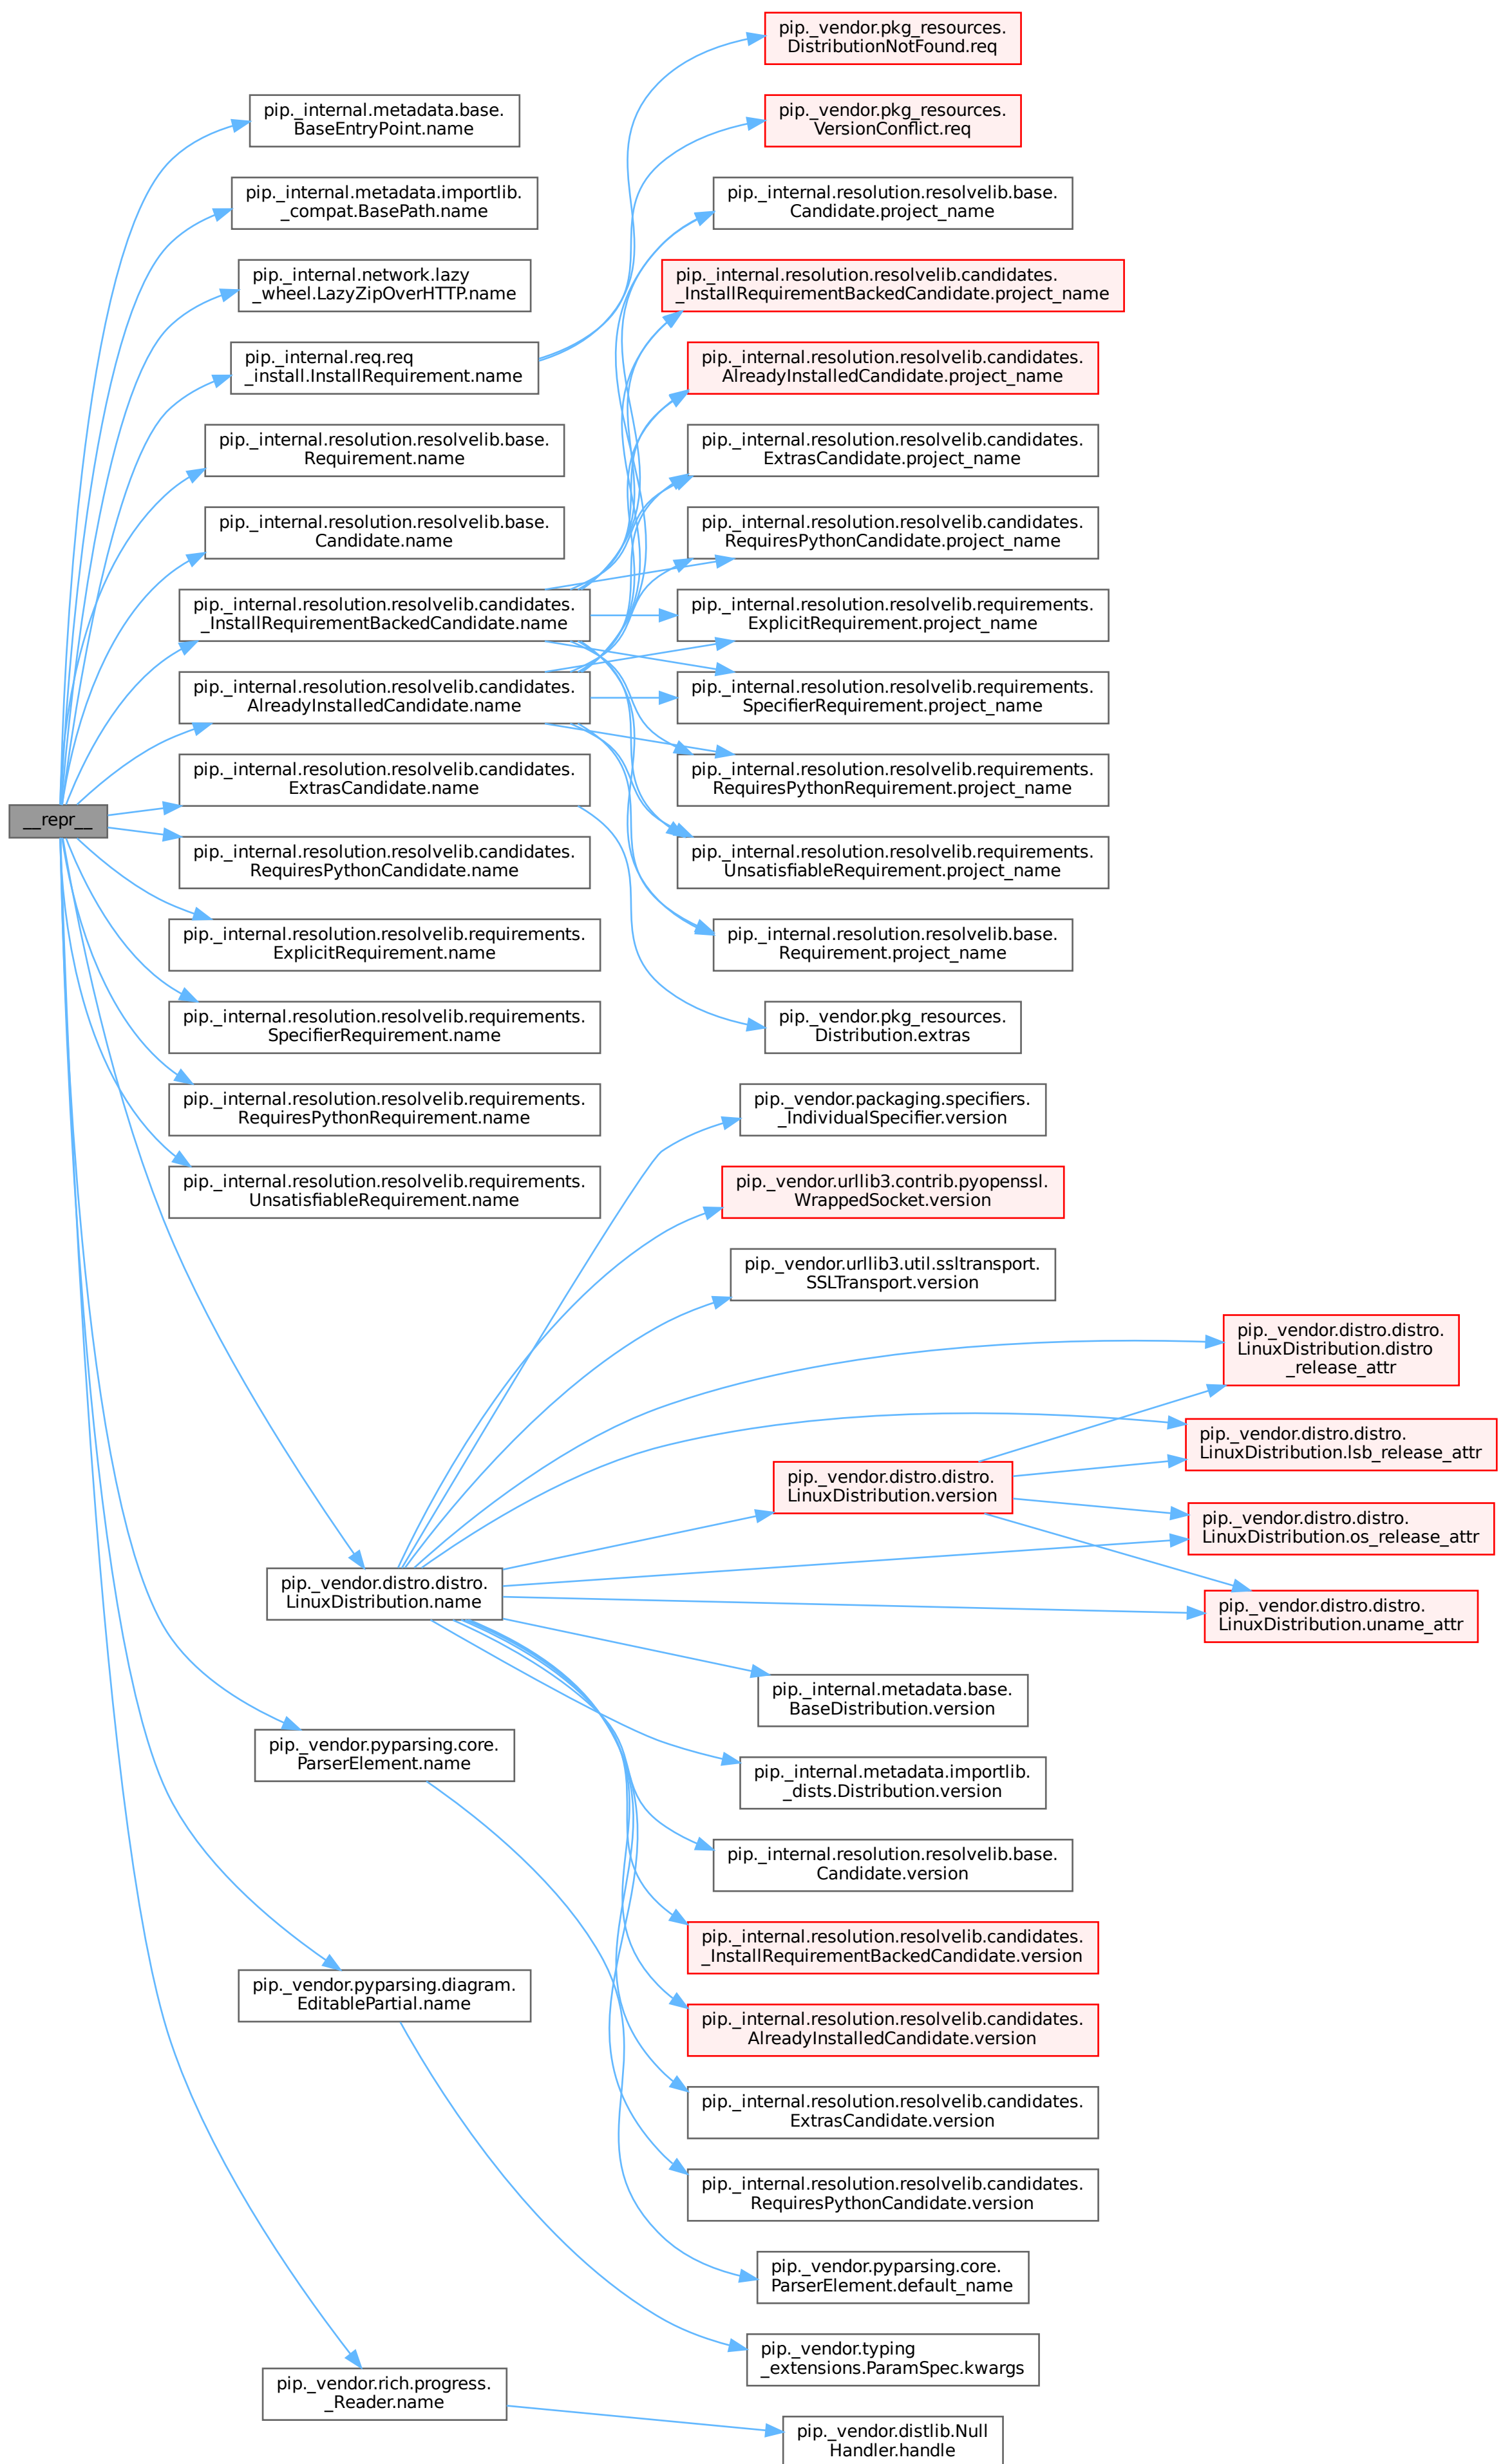 __repr__
pip._internal.metadata.base.
BaseEntryPoint.name
pip._internal.metadata.importlib.
_compat.BasePath.name
pip._internal.network.lazy
_wheel.LazyZipOverHTTP.name
pip._internal.req.req
_install.InstallRequirement.name
pip._internal.resolution.resolvelib.base.
Requirement.name
pip._internal.resolution.resolvelib.base.
Candidate.name
pip._internal.resolution.resolvelib.candidates.
_InstallRequirementBackedCandidate.name
pip._internal.resolution.resolvelib.candidates.
AlreadyInstalledCandidate.name
pip._internal.resolution.resolvelib.candidates.
ExtrasCandidate.name
pip._internal.resolution.resolvelib.candidates.
RequiresPythonCandidate.name
pip._internal.resolution.resolvelib.requirements.
ExplicitRequirement.name
pip._internal.resolution.resolvelib.requirements.
SpecifierRequirement.name
pip._internal.resolution.resolvelib.requirements.
RequiresPythonRequirement.name
pip._internal.resolution.resolvelib.requirements.
UnsatisfiableRequirement.name
pip._vendor.distro.distro.
LinuxDistribution.name
pip._vendor.pyparsing.core.
ParserElement.name
pip._vendor.pyparsing.diagram.
EditablePartial.name
pip._vendor.rich.progress.
_Reader.name
pip._vendor.pkg_resources.
DistributionNotFound.req
pip._vendor.pkg_resources.
VersionConflict.req
pip._internal.resolution.resolvelib.base.
Candidate.project_name
pip._internal.resolution.resolvelib.candidates.
_InstallRequirementBackedCandidate.project_name
pip._internal.resolution.resolvelib.candidates.
AlreadyInstalledCandidate.project_name
pip._internal.resolution.resolvelib.candidates.
ExtrasCandidate.project_name
pip._internal.resolution.resolvelib.candidates.
RequiresPythonCandidate.project_name
pip._internal.resolution.resolvelib.requirements.
ExplicitRequirement.project_name
pip._internal.resolution.resolvelib.requirements.
SpecifierRequirement.project_name
pip._internal.resolution.resolvelib.requirements.
RequiresPythonRequirement.project_name
pip._internal.resolution.resolvelib.requirements.
UnsatisfiableRequirement.project_name
pip._internal.resolution.resolvelib.base.
Requirement.project_name
pip._vendor.pkg_resources.
Distribution.extras
pip._vendor.packaging.specifiers.
_IndividualSpecifier.version
pip._vendor.urllib3.contrib.pyopenssl.
WrappedSocket.version
pip._vendor.urllib3.util.ssltransport.
SSLTransport.version
pip._vendor.distro.distro.
LinuxDistribution.version
pip._internal.metadata.base.
BaseDistribution.version
pip._internal.metadata.importlib.
_dists.Distribution.version
pip._internal.resolution.resolvelib.base.
Candidate.version
pip._internal.resolution.resolvelib.candidates.
_InstallRequirementBackedCandidate.version
pip._internal.resolution.resolvelib.candidates.
AlreadyInstalledCandidate.version
pip._internal.resolution.resolvelib.candidates.
ExtrasCandidate.version
pip._internal.resolution.resolvelib.candidates.
RequiresPythonCandidate.version
pip._vendor.pyparsing.core.
ParserElement.default_name
pip._vendor.typing
_extensions.ParamSpec.kwargs
pip._vendor.distlib.Null
Handler.handle
pip._vendor.distro.distro.
LinuxDistribution.distro
_release_attr
pip._vendor.distro.distro.
LinuxDistribution.lsb_release_attr
pip._vendor.distro.distro.
LinuxDistribution.os_release_attr
pip._vendor.distro.distro.
LinuxDistribution.uname_attr